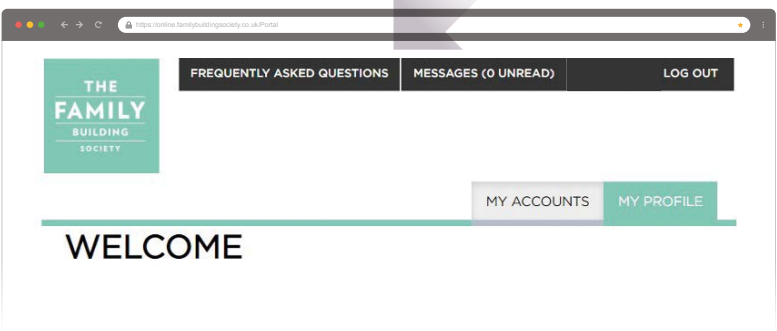 https://online.familybuildingsociety.co.uk/Portal
FREQUENTLY ASKED QUESTIONS MESSAGES (0 UNREAD) LOG OUT
THE
FAMILY
BUILDING
SOCIETY
MY ACCOUNTS MY PROFILE
WELCOME